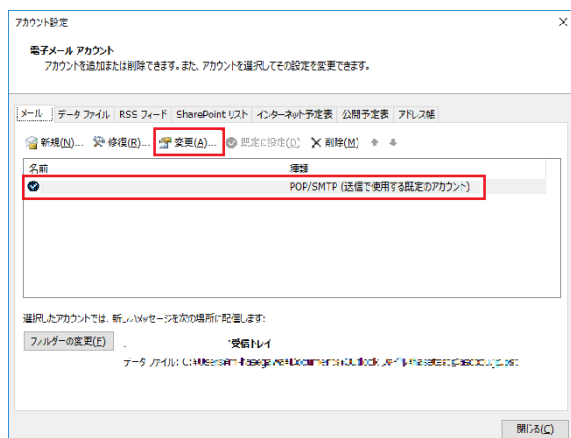 アカウント設定
電子メール アカウント
アカウントを追加または削除できます。また、アカウントを選択してその設定を変更できます。
メール データ ファイル RSS フィード SharePoint リスト インターネット予定表 公開予定表 アドレス帳
新規(N)... 修復(R)... 変更(A)... 既定に設定(D) 削除(M)
名前 種類
POP/SMTP (送信で使用する既定のアカウント)
選択したアカウントでは、新しいメッセージを次の場所に配信します:
フォルダーの変更(F) 受信トレイ
データ ファイル: C:¥Users¥
閉じる(C)